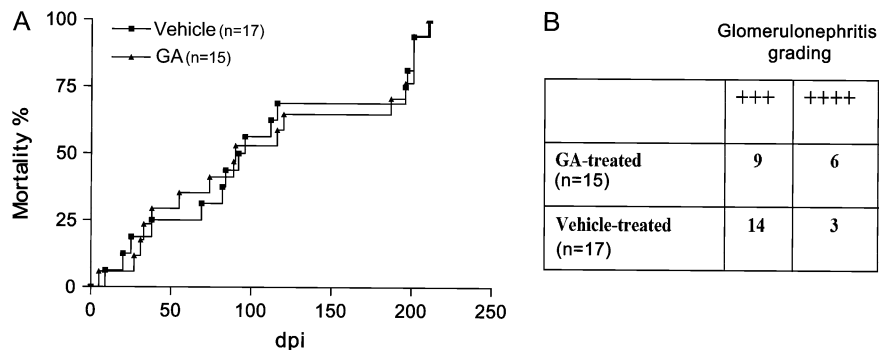 A
Vehicle (n=17)
GA (n=15)
Mortality %
100
75
50
25
0
0 50 100 150 200 250
dpi
B
Glomerulonephritis
grading
+++ ++++
GA-treated 9 6
(n=15)
Vehicle-treated 14 3
(n=17)